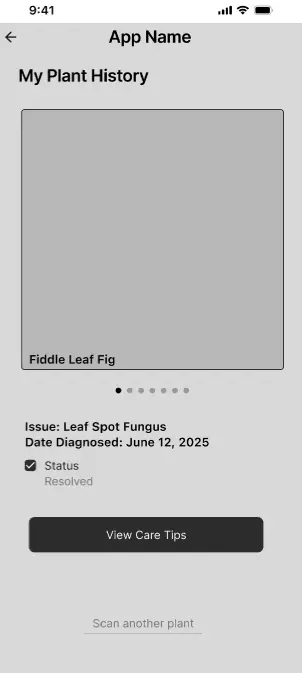 9:41
App Name
My Plant History
Fiddle Leaf Fig
Issue: Leaf Spot Fungus
Date Diagnosed: June 12, 2025
Status
Resolved
View Care Tips
Scan another plant